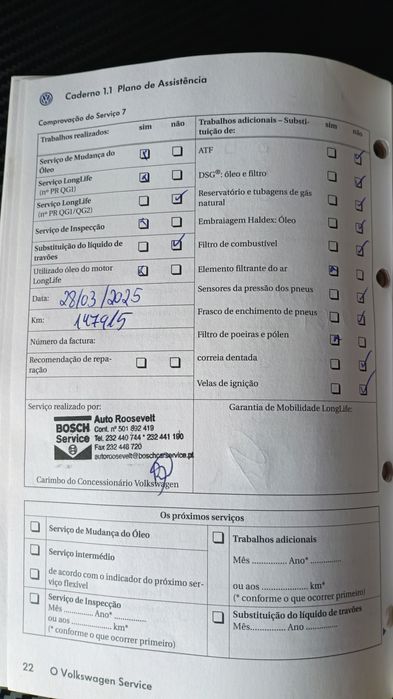 Caderno 1.1 Plano de Assistência
Comprovação do Serviço 7
Trabalhos realizados: sim não
Serviço de Mudança do
Óleo
Serviço LongLife
(nº PR QG1)
Serviço LongLife
(nº PR QG1/QG2)
Serviço de Inspecção
Substituição do líquido de
travões
Utilizado óleo do motor
LongLife
Data: 28/03/2025
Km: 147915
Número da factura:
Recomendação de repa-
ração
Trabalhos adicionais – Substi-
tuição de: sim não
ATF
DSG®: óleo e filtro
Reservatório e tubagens de gás
natural
Embraiagem Haldex: Óleo
Filtro de combustível
Elemento filtrante do ar
Sensores da pressão dos pneus
Frasco de enchimento de pneus
Filtro de poeiras e pólen
correia dentada
Velas de ignição
Serviço realizado por:
BOSCH
Service
Auto Roosevelt
Cont. nº 501 892 419
Tel. 232 440 744 * 232 441 190
Fax 232 448 720
autoroosevelt@boschcarservice.pt
Carimbo do Concessionário Volkswagen
Garantia de Mobilidade LongLife:
Os próximos serviços
Serviço de Mudança do Óleo
Serviço intermédio
de acordo com o indicador do próximo ser-
viço flexível
Serviço de Inspecção
Mês .............. Ano* ...............
ou aos .................... km*
(* conforme o que ocorrer primeiro)
Trabalhos adicionais
Mês .............. Ano* .............
ou aos .................... km*
(* conforme o que ocorrer primeiro)
Substituição do líquido de travões
Mês.............. Ano ...............
22 O Volkswagen Service